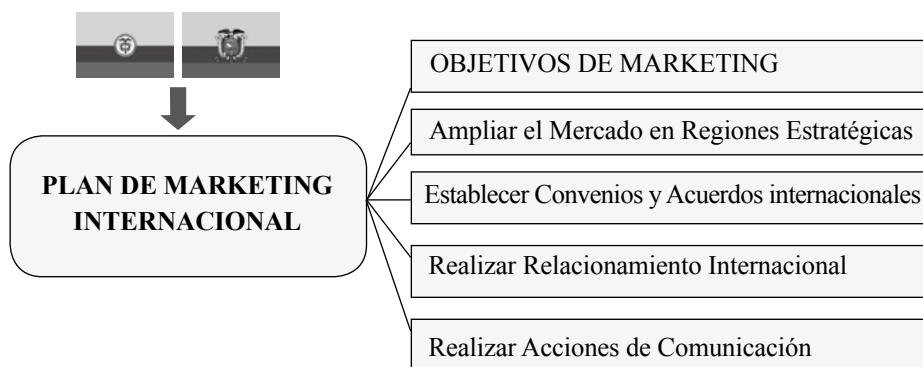 PLAN DE MARKETING
INTERNACIONAL
OBJETIVOS DE MARKETING
Ampliar el Mercado en Regiones Estratégicas
Establecer Convenios y Acuerdos internacionales
Realizar Relacionamiento Internacional
Realizar Acciones de Comunicación